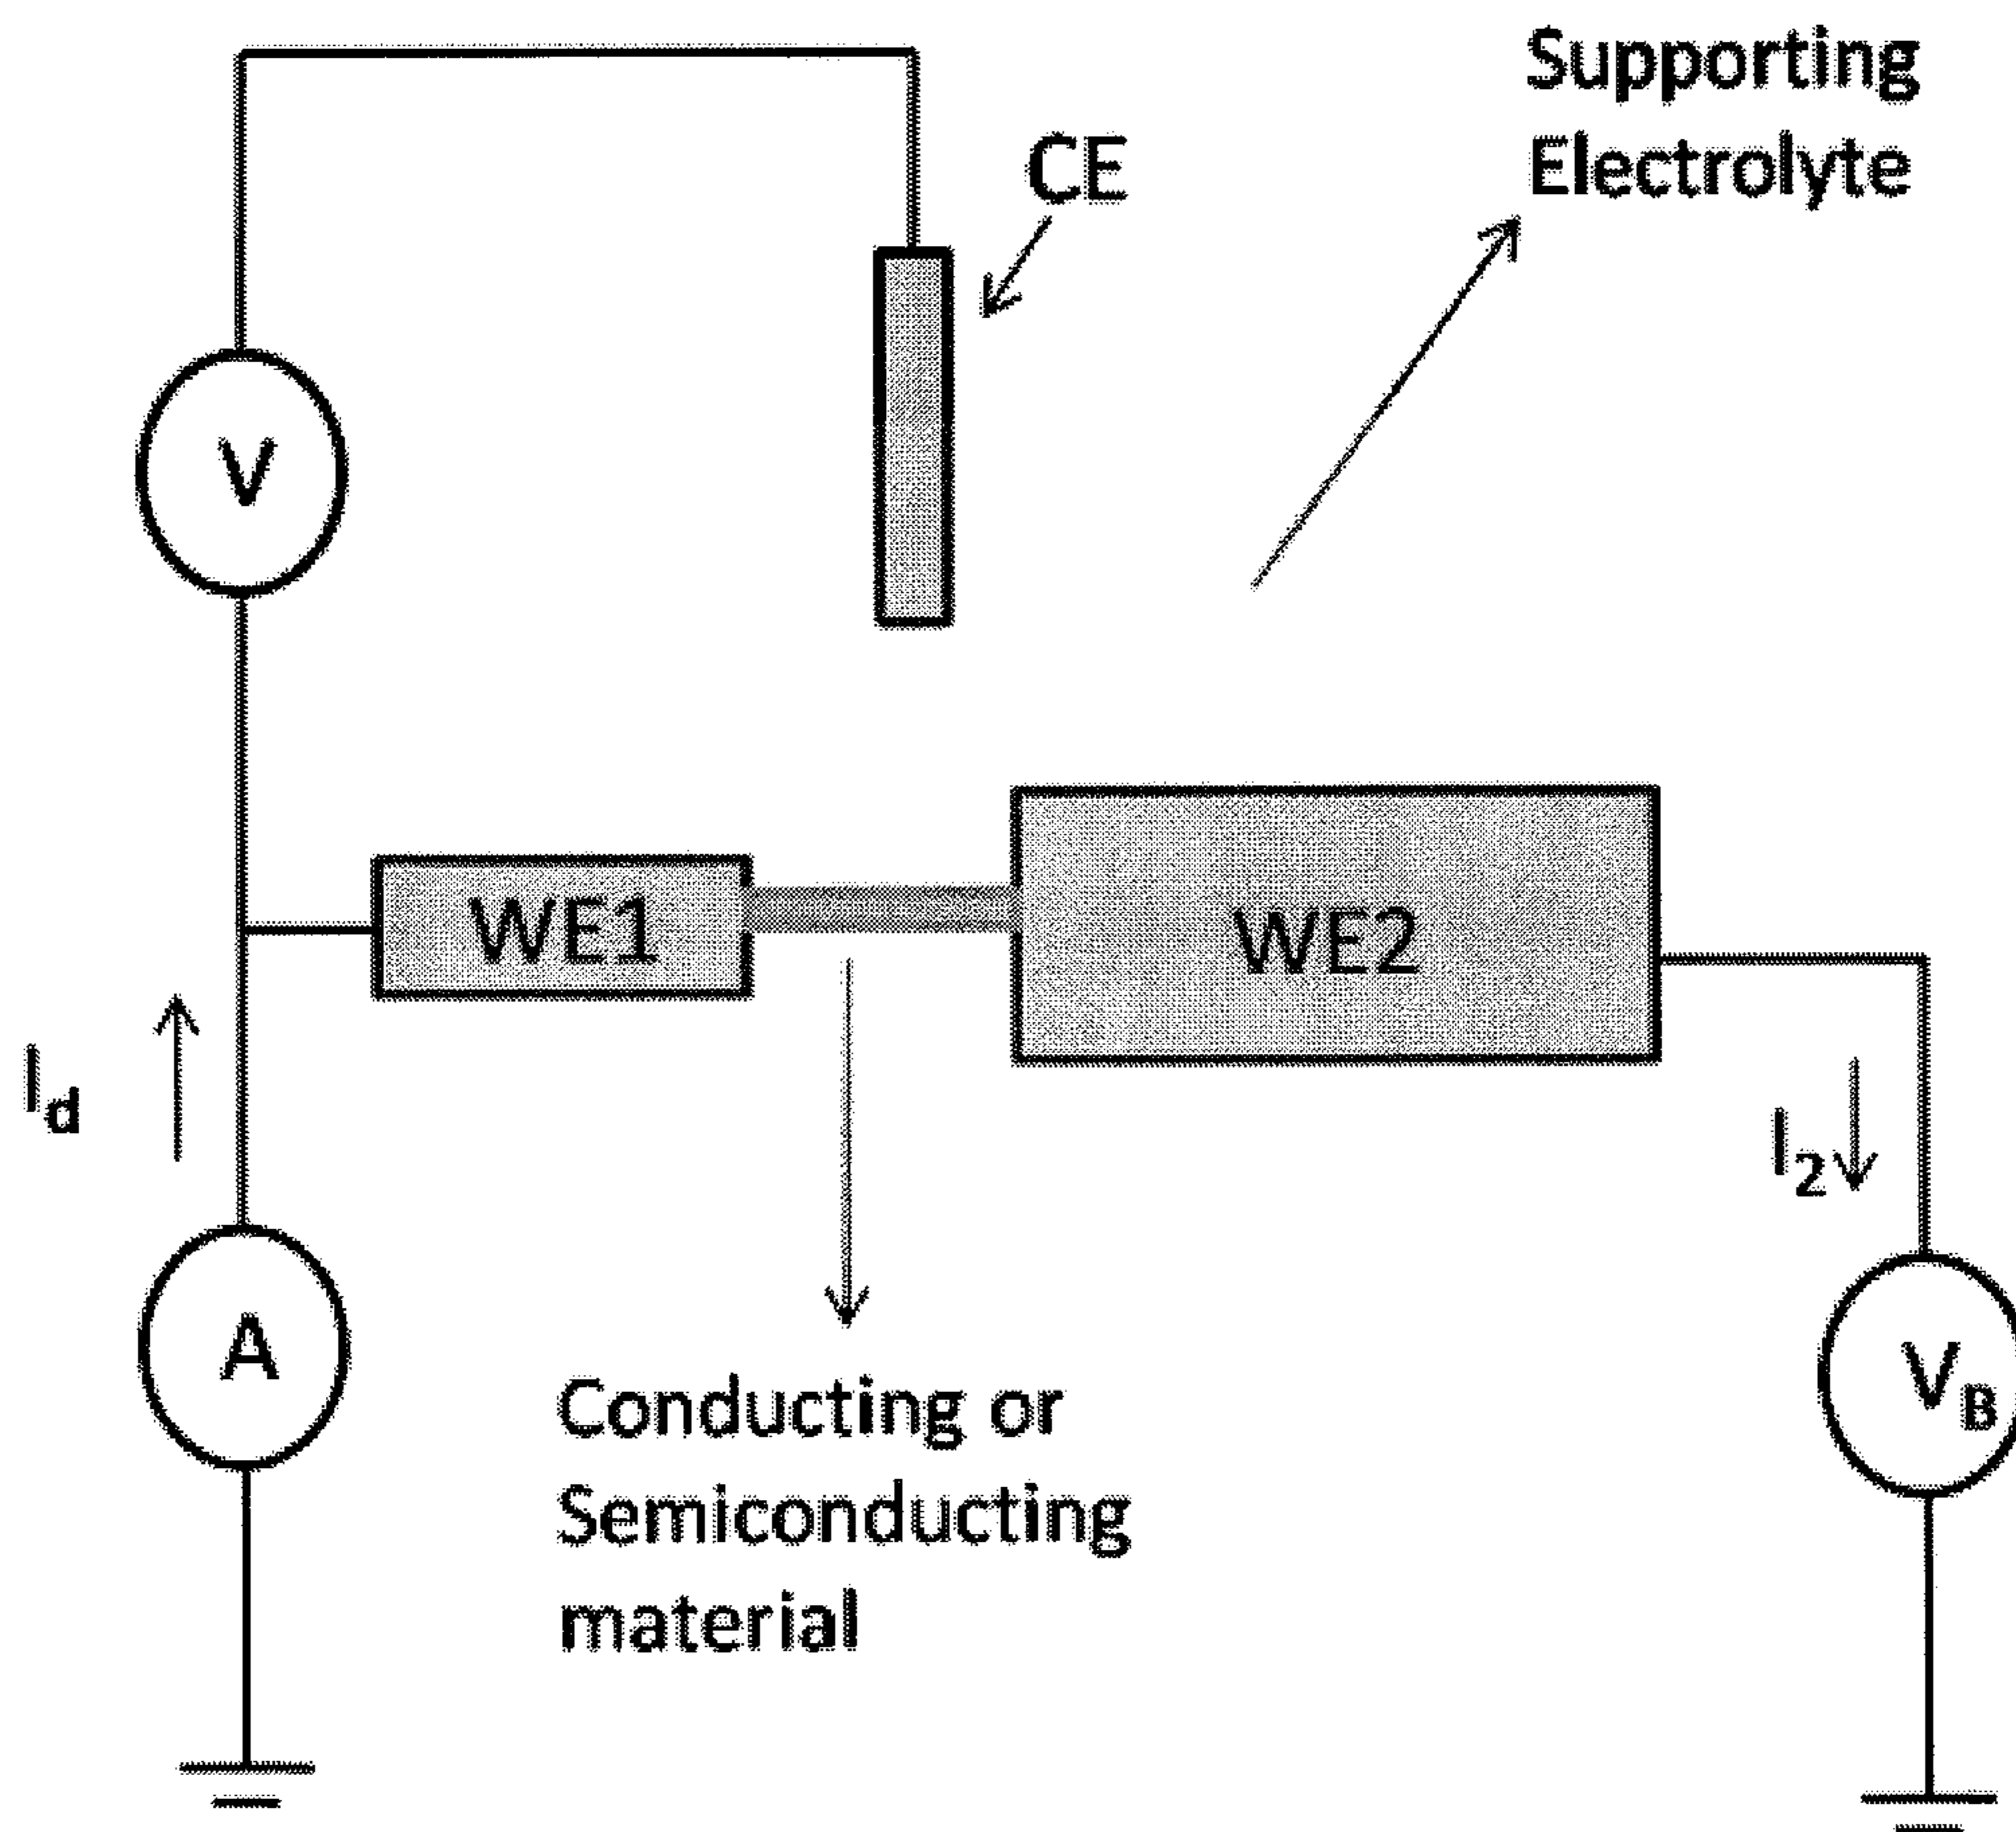 Supporting
Electrolyte
CE
V
WE1
WE2
Id
I2
A
VB
Conducting or
Semiconducting
material